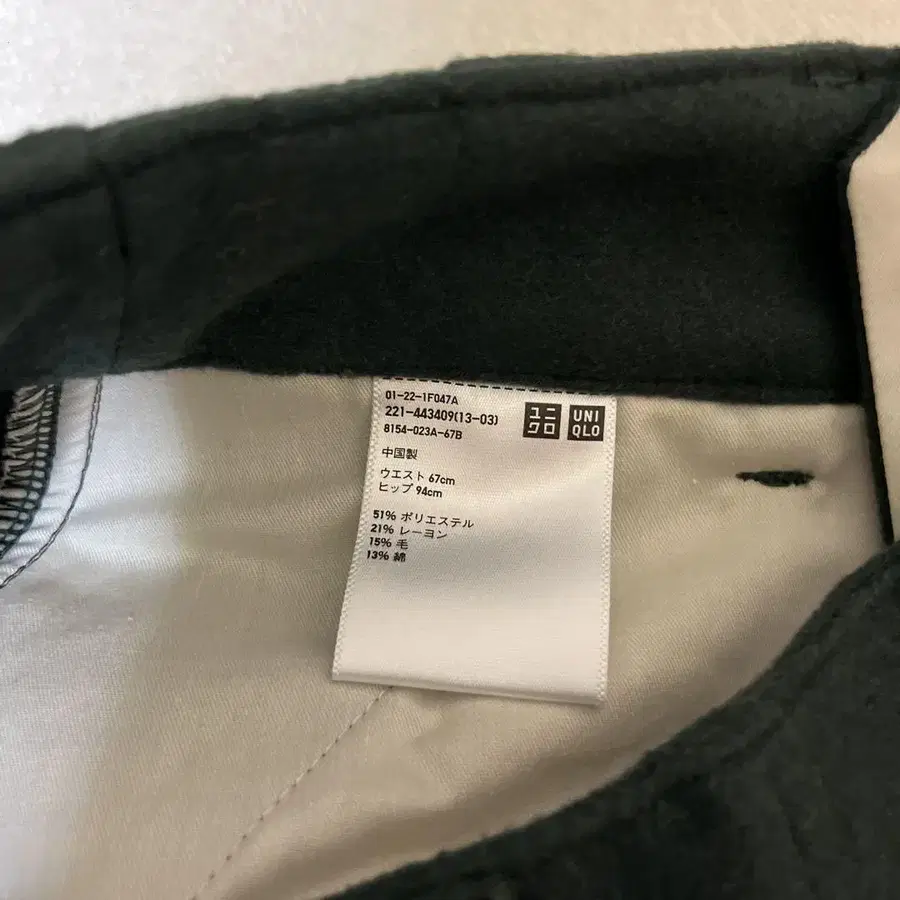 01-22-1F047A
221-443409(13-03)
8154-023A-67B
ユニ
クロ
UNI
QLO
中国製
ウエスト 67cm
ヒップ 94cm
51% ポリエステル
21% レーヨン
15% 毛
13% 綿